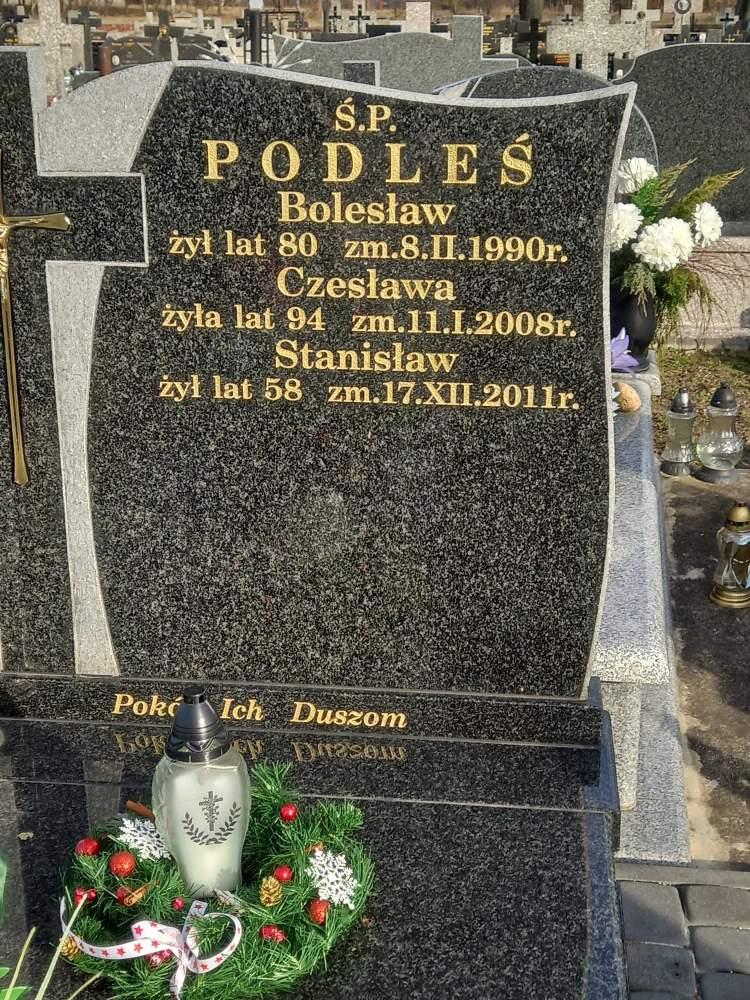 Ś.P.
PODLEŚ
Bolesław
żył lat 80 zm.8.II.1990r.
Czesława
żyła lat 94 zm.11.I.2008r.
Stanisław
żył lat 58 zm.17.XII.2011r.
Pokó Ich Duszom